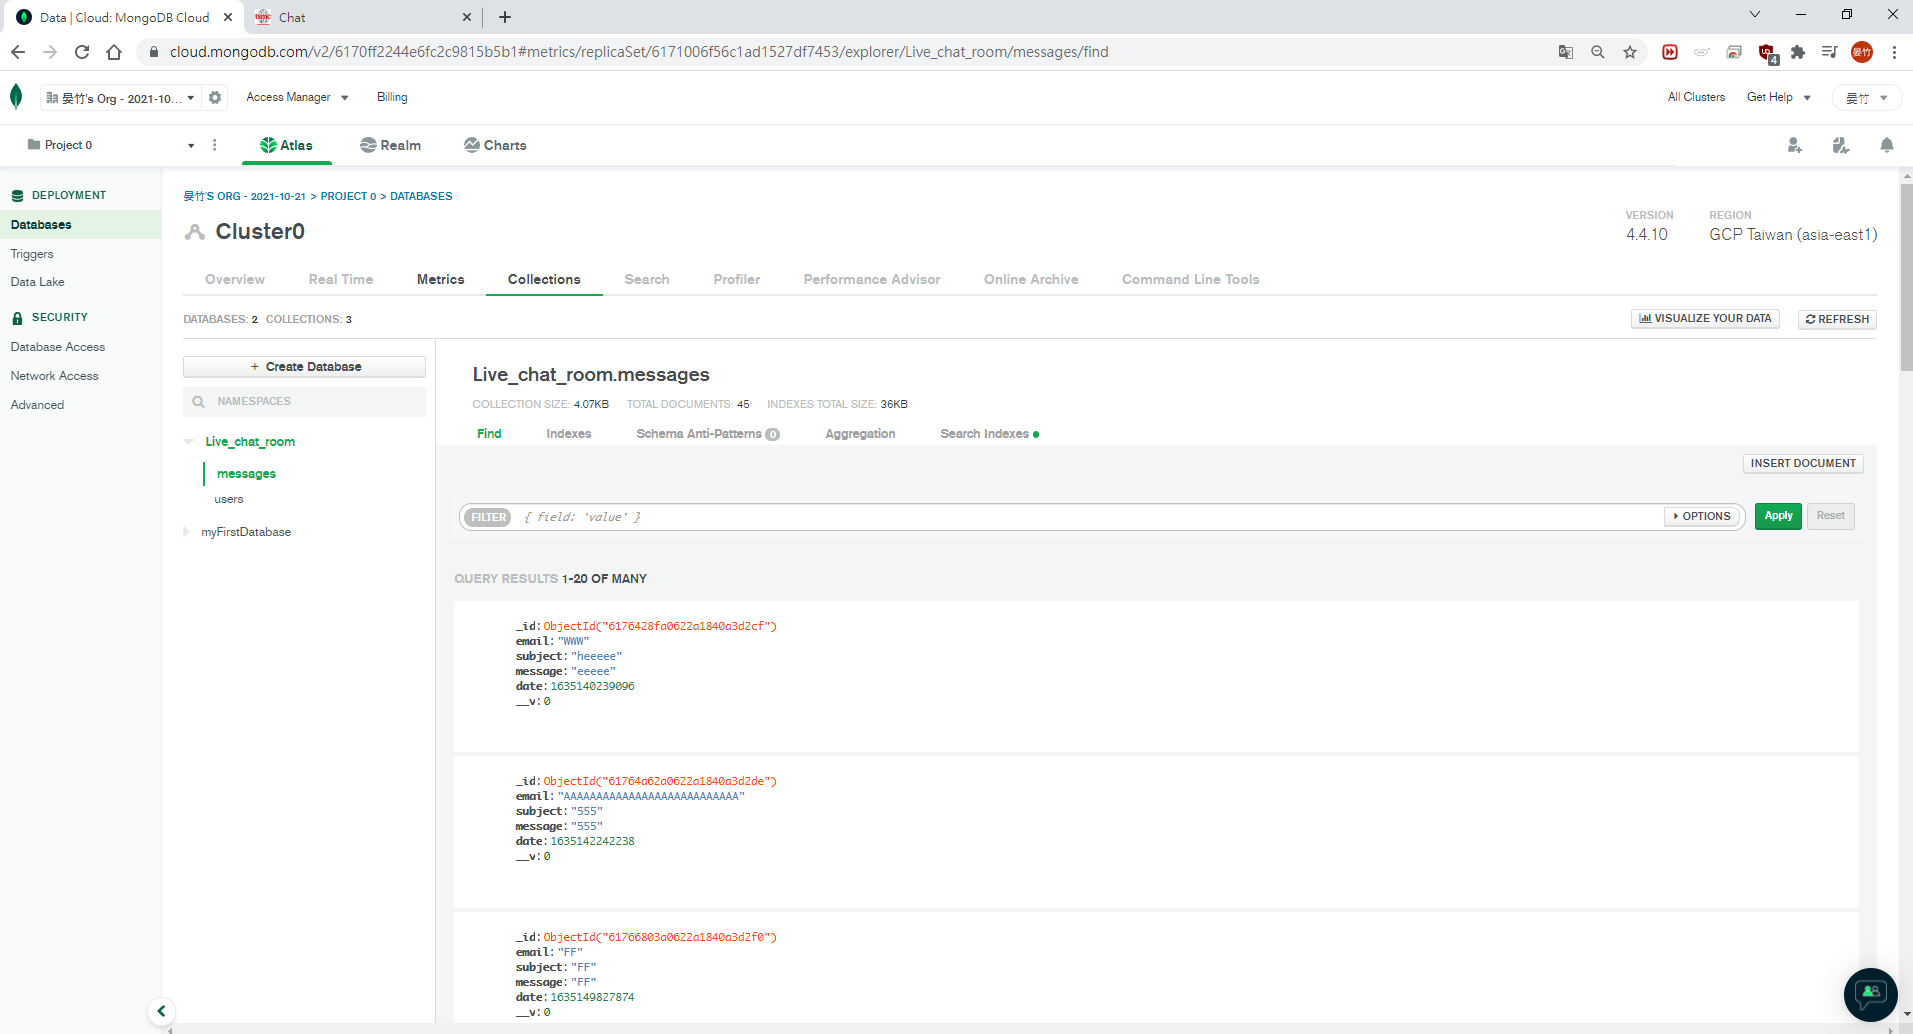 Data | Cloud: MongoDB Cloud
Chat
cloud.mongodb.com/v2/6170ff2244e6fc2c9815b5b1#metrics/replicaSet/6171006f56c1ad1527df7453/explorer/Live_chat_room/messages/find
4
晏竹
晏竹's Org - 2021-10...
Access Manager
Billing
All Clusters
Get Help
晏竹
Project 0
Atlas
Realm
Charts
DEPLOYMENT
Databases
Triggers
Data Lake
SECURITY
Database Access
Network Access
Advanced
晏竹'S ORG - 2021-10-21 > PROJECT 0 > DATABASES
Cluster0
VERSION
4.4.10
REGION
GCP Taiwan (asia-east1)
Overview
Real Time
Metrics
Collections
Search
Profiler
Performance Advisor
Online Archive
Command Line Tools
DATABASES: 2 COLLECTIONS: 3
VISUALIZE YOUR DATA
REFRESH
+ Create Database
NAMESPACES
Live_chat_room
messages
users
myFirstDatabase
Live_chat_room.messages
COLLECTION SIZE: 4.07KB TOTAL DOCUMENTS: 45 INDEXES TOTAL SIZE: 36KB
Find
Indexes
Schema Anti-Patterns 0
Aggregation
Search Indexes
INSERT DOCUMENT
FILTER { field: 'value' }
OPTIONS
Apply
Reset
QUERY RESULTS 1-20 OF MANY
_id: ObjectId("6176428fa0622a1840a3d2cf")
email: "WWW"
subject: "heeeee"
message: "eeeee"
date: 1635140239096
__v: 0
_id: ObjectId("61764a62a0622a1840a3d2de")
email: "AAAAAAAAAAAAAAAAAAAAAAAAAAA"
subject: "555"
message: "555"
date: 1635142242238
__v: 0
_id: ObjectId("61766803a0622a1840a3d2f0")
email: "FF"
subject: "FF"
message: "FF"
date: 1635149827874
__v: 0